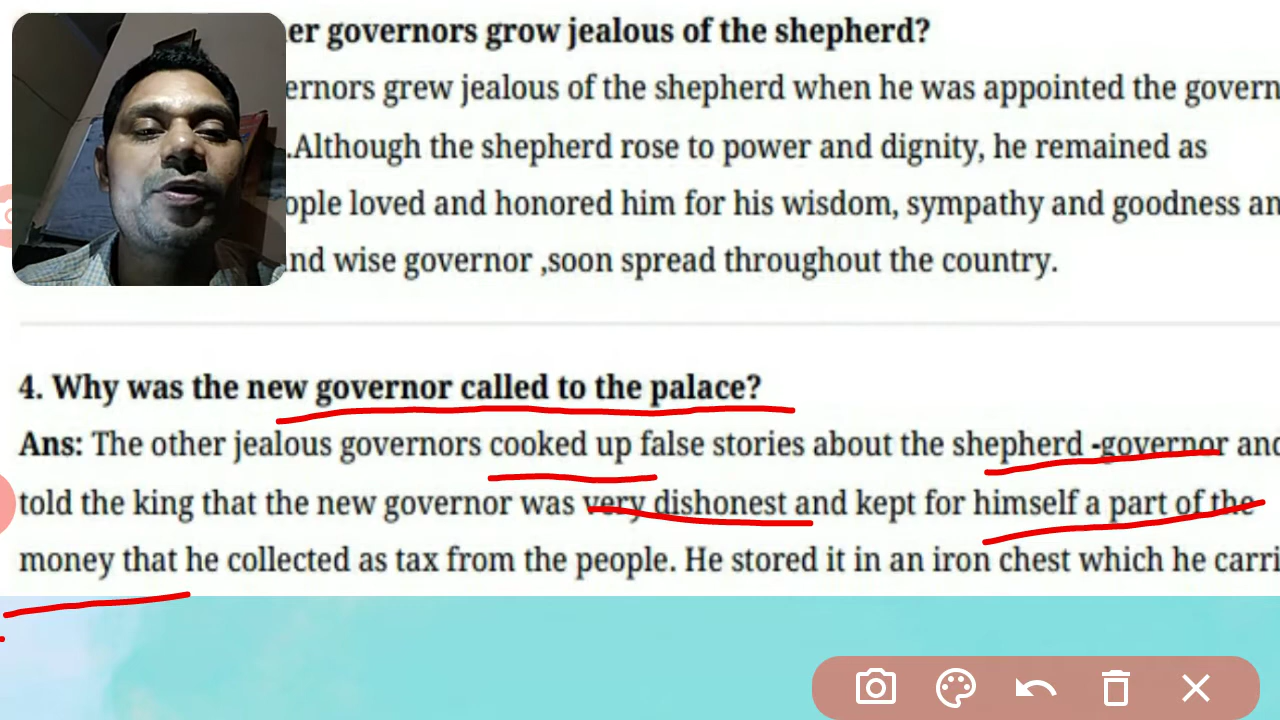 er governors grow jealous of the shepherd?
ernors grew jealous of the shepherd when he was appointed the govern
.Although the shepherd rose to power and dignity, he remained as
ople loved and honored him for his wisdom, sympathy and goodness an
nd wise governor ,soon spread throughout the country.
4. Why was the new governor called to the palace?
Ans: The other jealous governors cooked up false stories about the shepherd -governor and
told the king that the new governor was very dishonest and kept for himself a part of the
money that he collected as tax from the people. He stored it in an iron chest which he carri